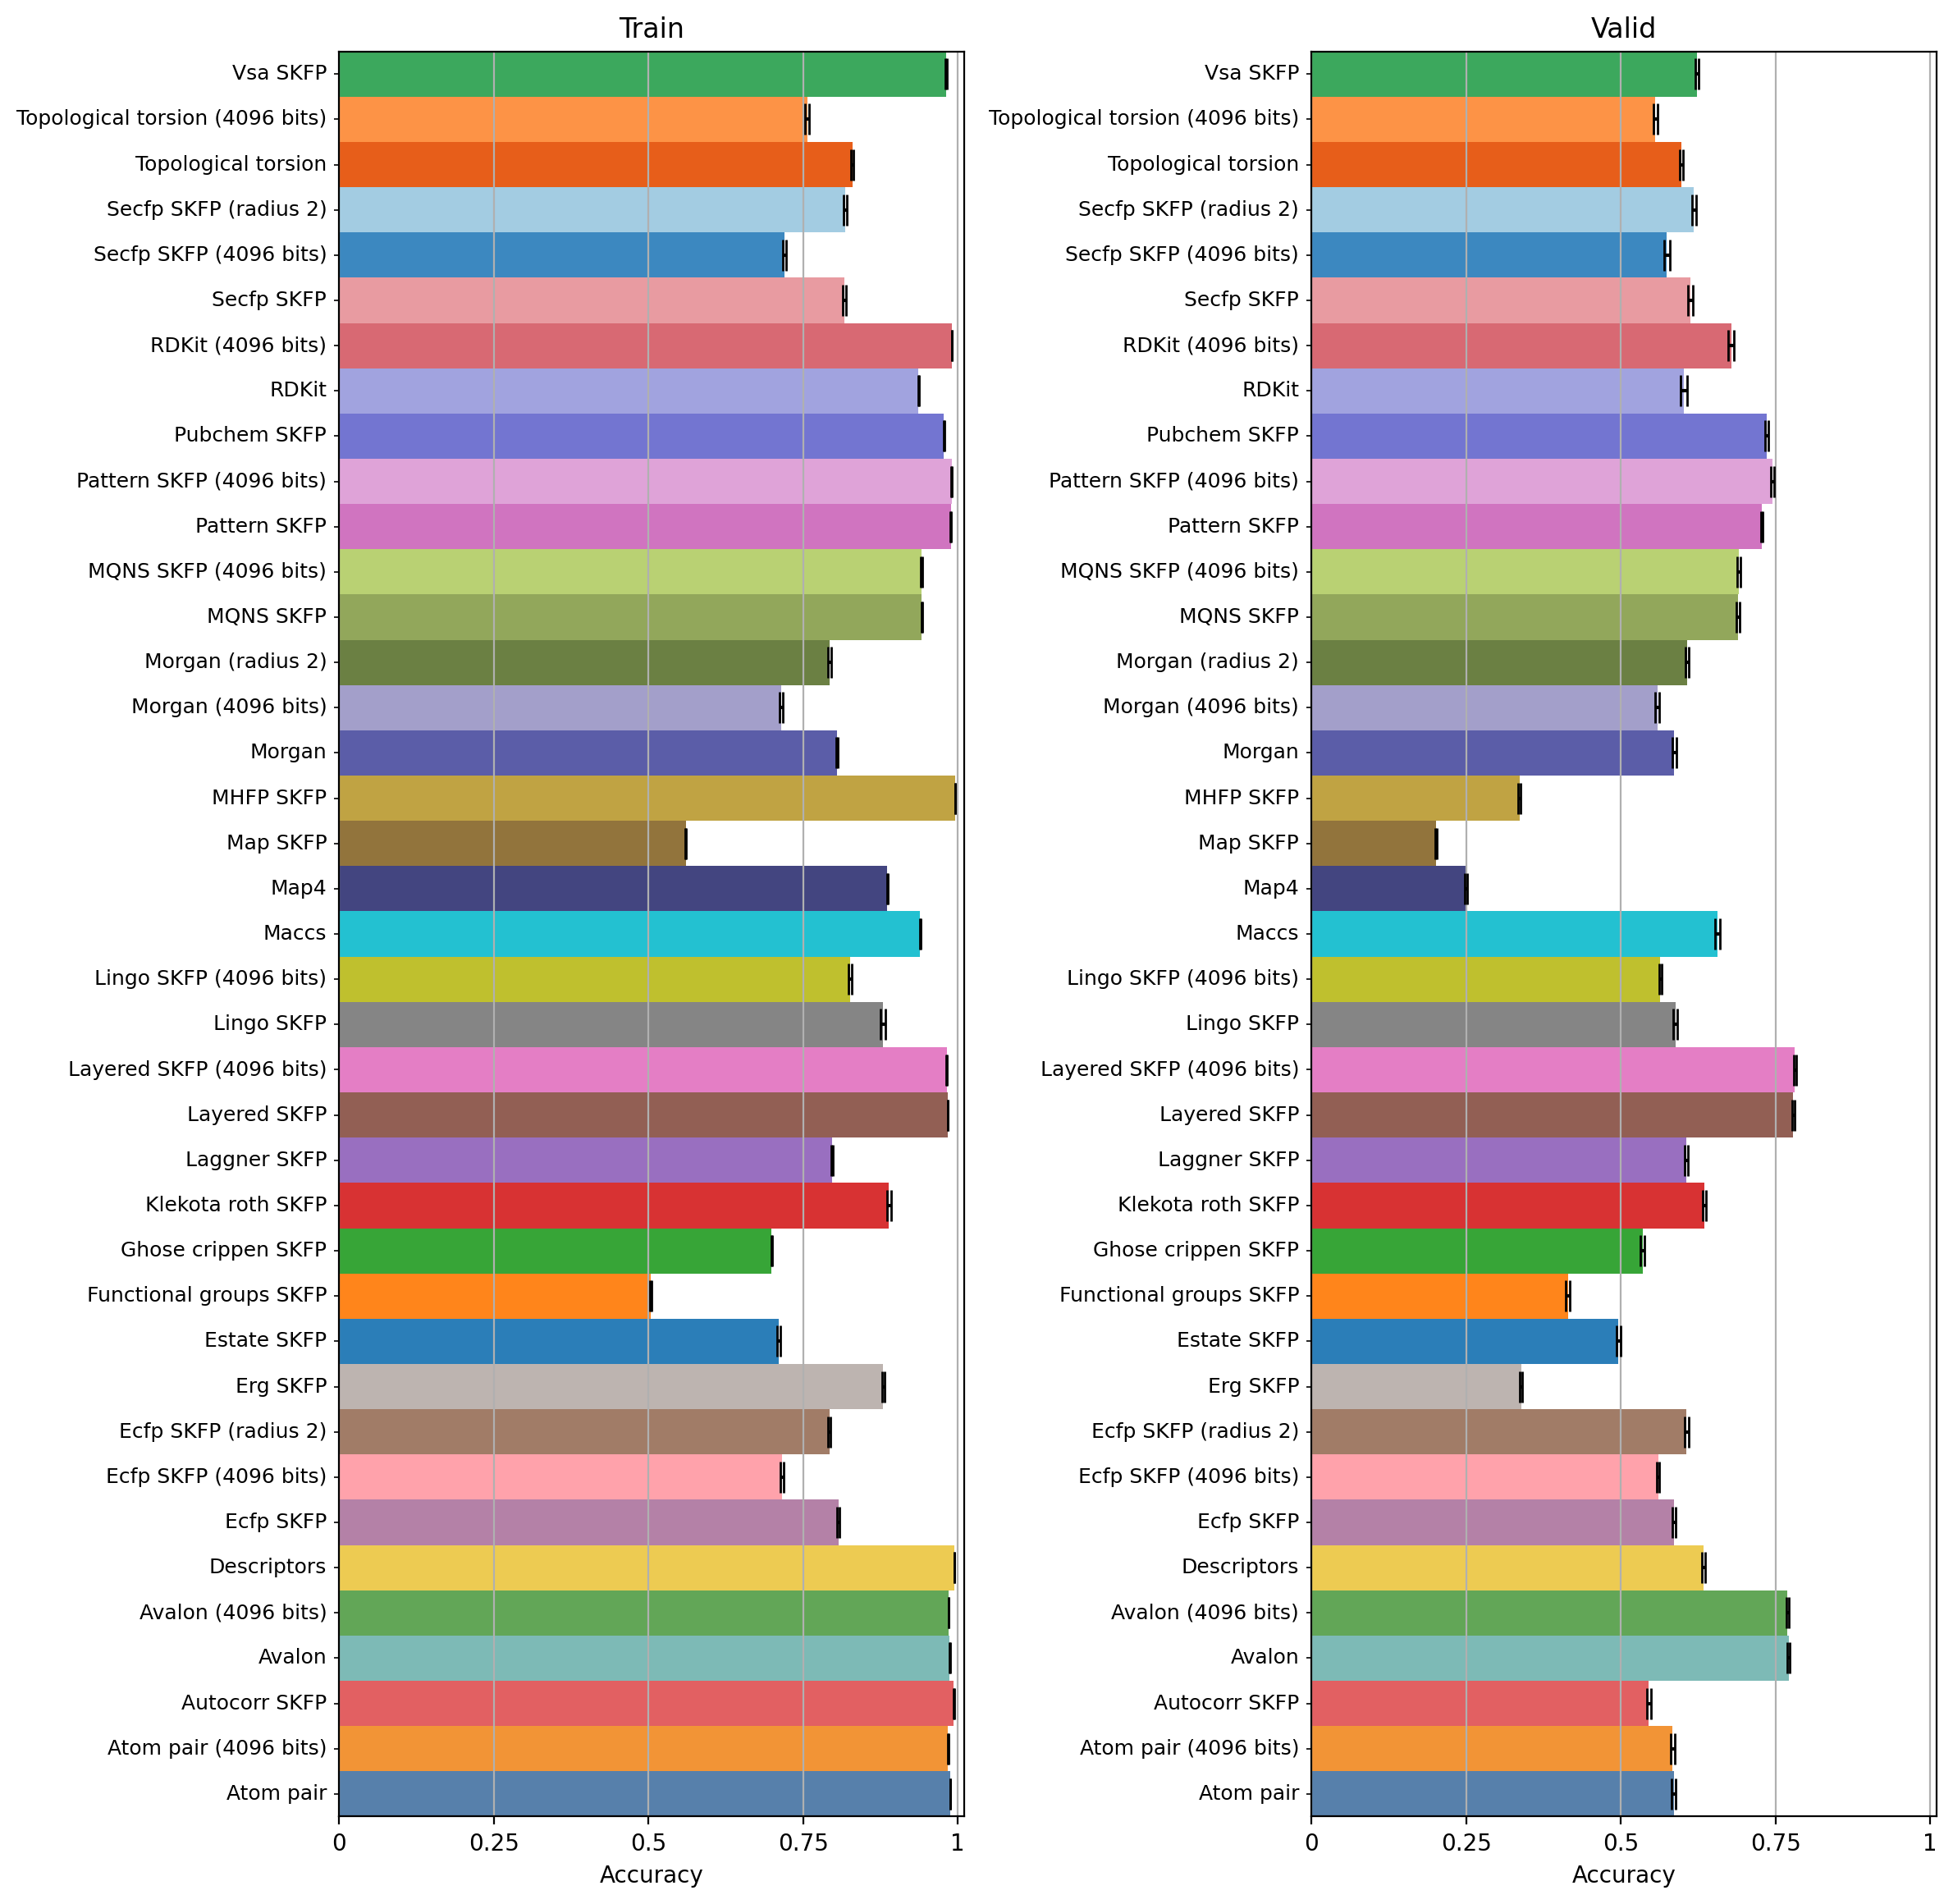 Train
Vsa SKFP
Topological torsion (4096 bits)
Topological torsion
Secfp SKFP (radius 2)
Secfp SKFP (4096 bits)
Secfp SKFP
RDKit (4096 bits)
RDKit
Pubchem SKFP
Pattern SKFP (4096 bits)
Pattern SKFP
MQNS SKFP (4096 bits)
MQNS SKFP
Morgan (radius 2)
Morgan (4096 bits)
Morgan
MHFP SKFP
Map SKFP
Map4
Maccs
Lingo SKFP (4096 bits)
Lingo SKFP
Layered SKFP (4096 bits)
Layered SKFP
Laggner SKFP
Klekota roth SKFP
Ghose crippen SKFP
Functional groups SKFP
Estate SKFP
Erg SKFP
Ecfp SKFP (radius 2)
Ecfp SKFP (4096 bits)
Ecfp SKFP
Descriptors
Avalon (4096 bits)
Avalon
Autocorr SKFP
Atom pair (4096 bits)
Atom pair
0 0.25 0.5 0.75 1
Accuracy
Valid
Vsa SKFP
Topological torsion (4096 bits)
Topological torsion
Secfp SKFP (radius 2)
Secfp SKFP (4096 bits)
Secfp SKFP
RDKit (4096 bits)
RDKit
Pubchem SKFP
Pattern SKFP (4096 bits)
Pattern SKFP
MQNS SKFP (4096 bits)
MQNS SKFP
Morgan (radius 2)
Morgan (4096 bits)
Morgan
MHFP SKFP
Map SKFP
Map4
Maccs
Lingo SKFP (4096 bits)
Lingo SKFP
Layered SKFP (4096 bits)
Layered SKFP
Laggner SKFP
Klekota roth SKFP
Ghose crippen SKFP
Functional groups SKFP
Estate SKFP
Erg SKFP
Ecfp SKFP (radius 2)
Ecfp SKFP (4096 bits)
Ecfp SKFP
Descriptors
Avalon (4096 bits)
Avalon
Autocorr SKFP
Atom pair (4096 bits)
Atom pair
0 0.25 0.5 0.75 1
Accuracy